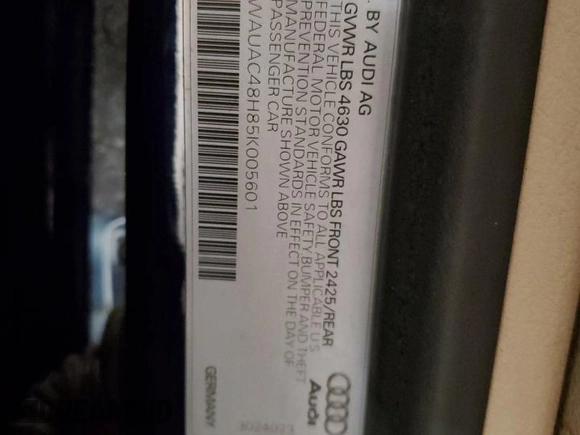 . BY AUDI AG
GVWR LBS 4630 GAWR LBS FRONT 2425/REAR
THIS VEHICLE CONFORMS TO ALL APPLICABLE U S
FEDERAL MOTOR VEHICLE SAFETY BUMPER AND THEFT
PREVENTION STANDARDS IN EFFECT ON THE DAY OF
MANUFACTURE SHOWN ABOVE
PASSENGER CAR
WAUAC48H85K005601
Audi
GERMANY